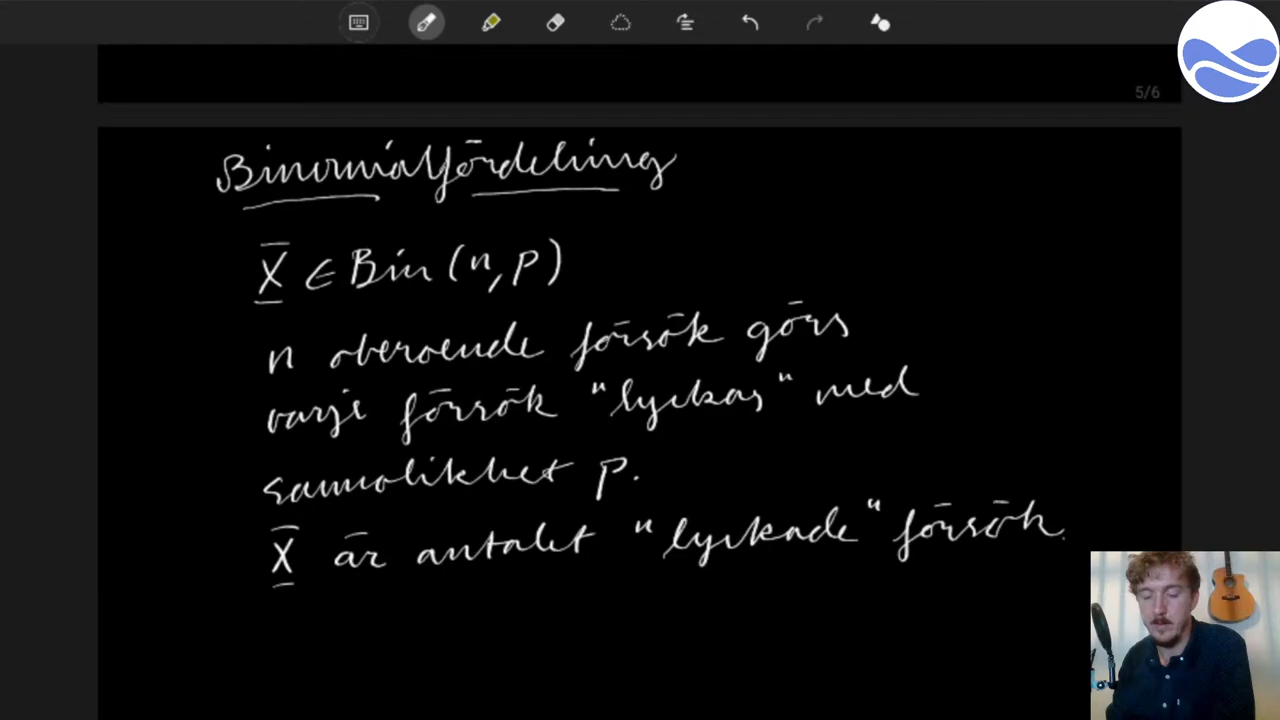 5/6
Binomialfördelning
X ∈ Bin (n, p)
n oberoende försök görs
varje försök "lyckas" med
sannolikhet p.
X är antalet "lyckade" försök.